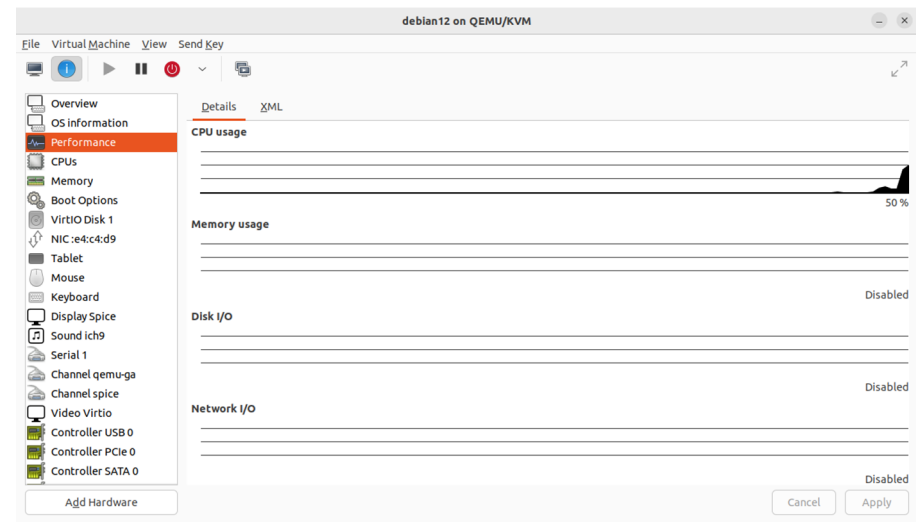 debian12 on QEMU/KVM
File Virtual Machine View Send Key
Overview
OS information
Performance
CPUs
Memory
Boot Options
VirtIO Disk 1
NIC :e4:c4:d9
Tablet
Mouse
Keyboard
Display Spice
Sound ich9
Serial 1
Channel qemu-ga
Channel spice
Video Virtio
Controller USB 0
Controller PCIe 0
Controller SATA 0
Add Hardware
Details XML
CPU usage
50 %
Memory usage
Disabled
Disk I/O
Disabled
Network I/O
Disabled
Cancel Apply